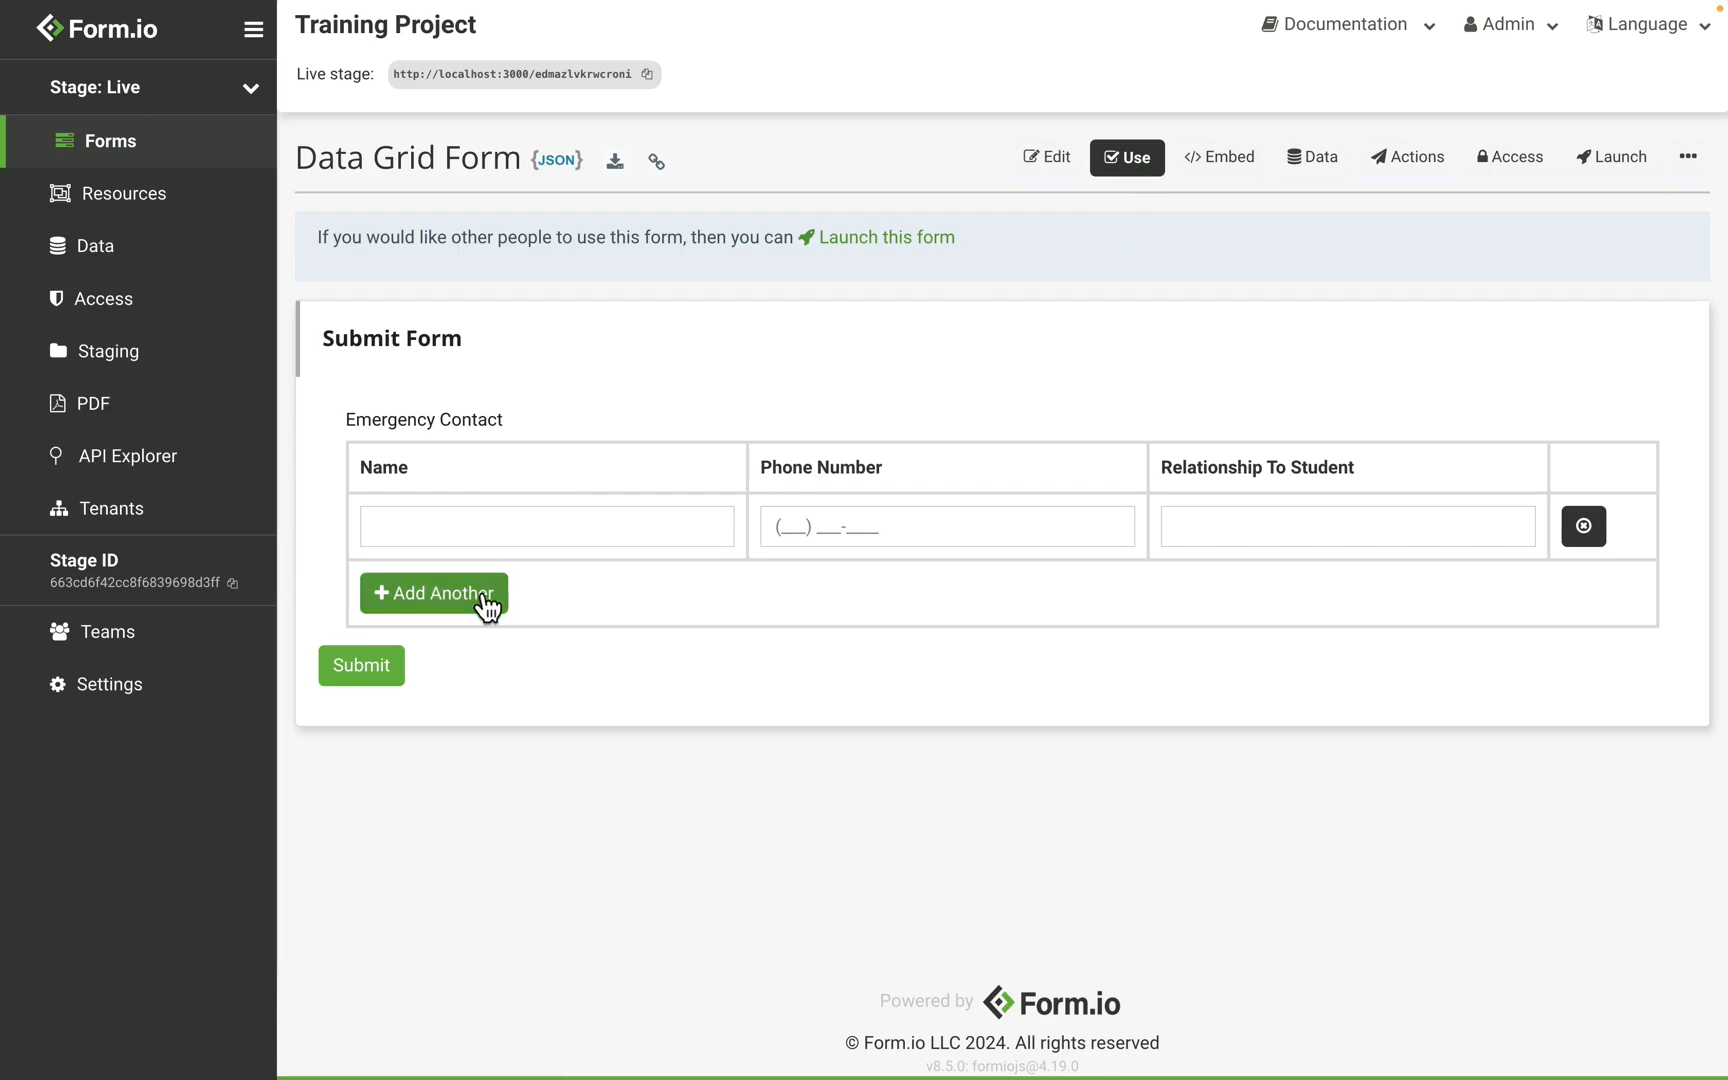 Form.io
Stage: Live
Forms
Resources
Data
Access
Staging
PDF
API Explorer
Tenants
Stage ID
663cd6f42cc8f6839698d3ff
Teams
Settings
Training Project
Documentation Admin Language
Live stage: http://localhost:3000/edmazlvkrwcroni
Data Grid Form {JSON}
Edit Use </> Embed Data Actions Access Launch •••
If you would like other people to use this form, then you can Launch this form
Submit Form
Emergency Contact
Name Phone Number Relationship To Student
(___) ___-____
+ Add Another
Submit
Powered by Form.io
© Form.io LLC 2024. All rights reserved
v8.5.0: formiojs@4.19.0